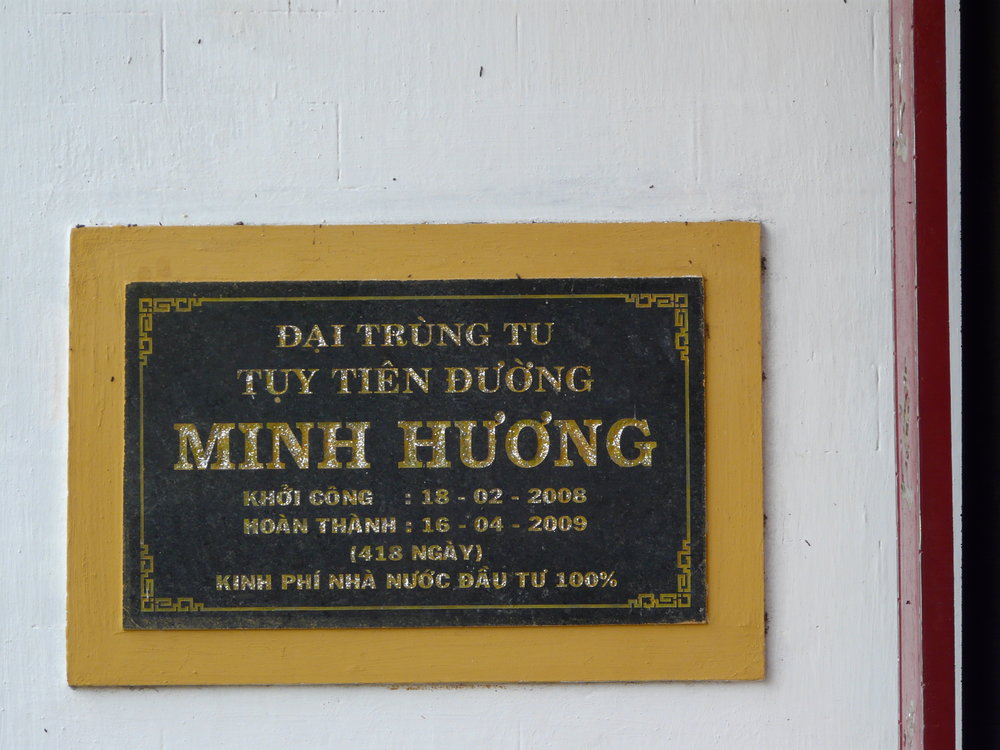 ĐẠI TRÙNG TU
TỤY TIÊN ĐƯỜNG
MINH HƯƠNG
KHỞI CÔNG : 18 - 02 - 2008
HOÀN THÀNH : 16 - 04 - 2009
(418 NGÀY)
KINH PHÍ NHÀ NƯỚC ĐẦU TƯ 100%